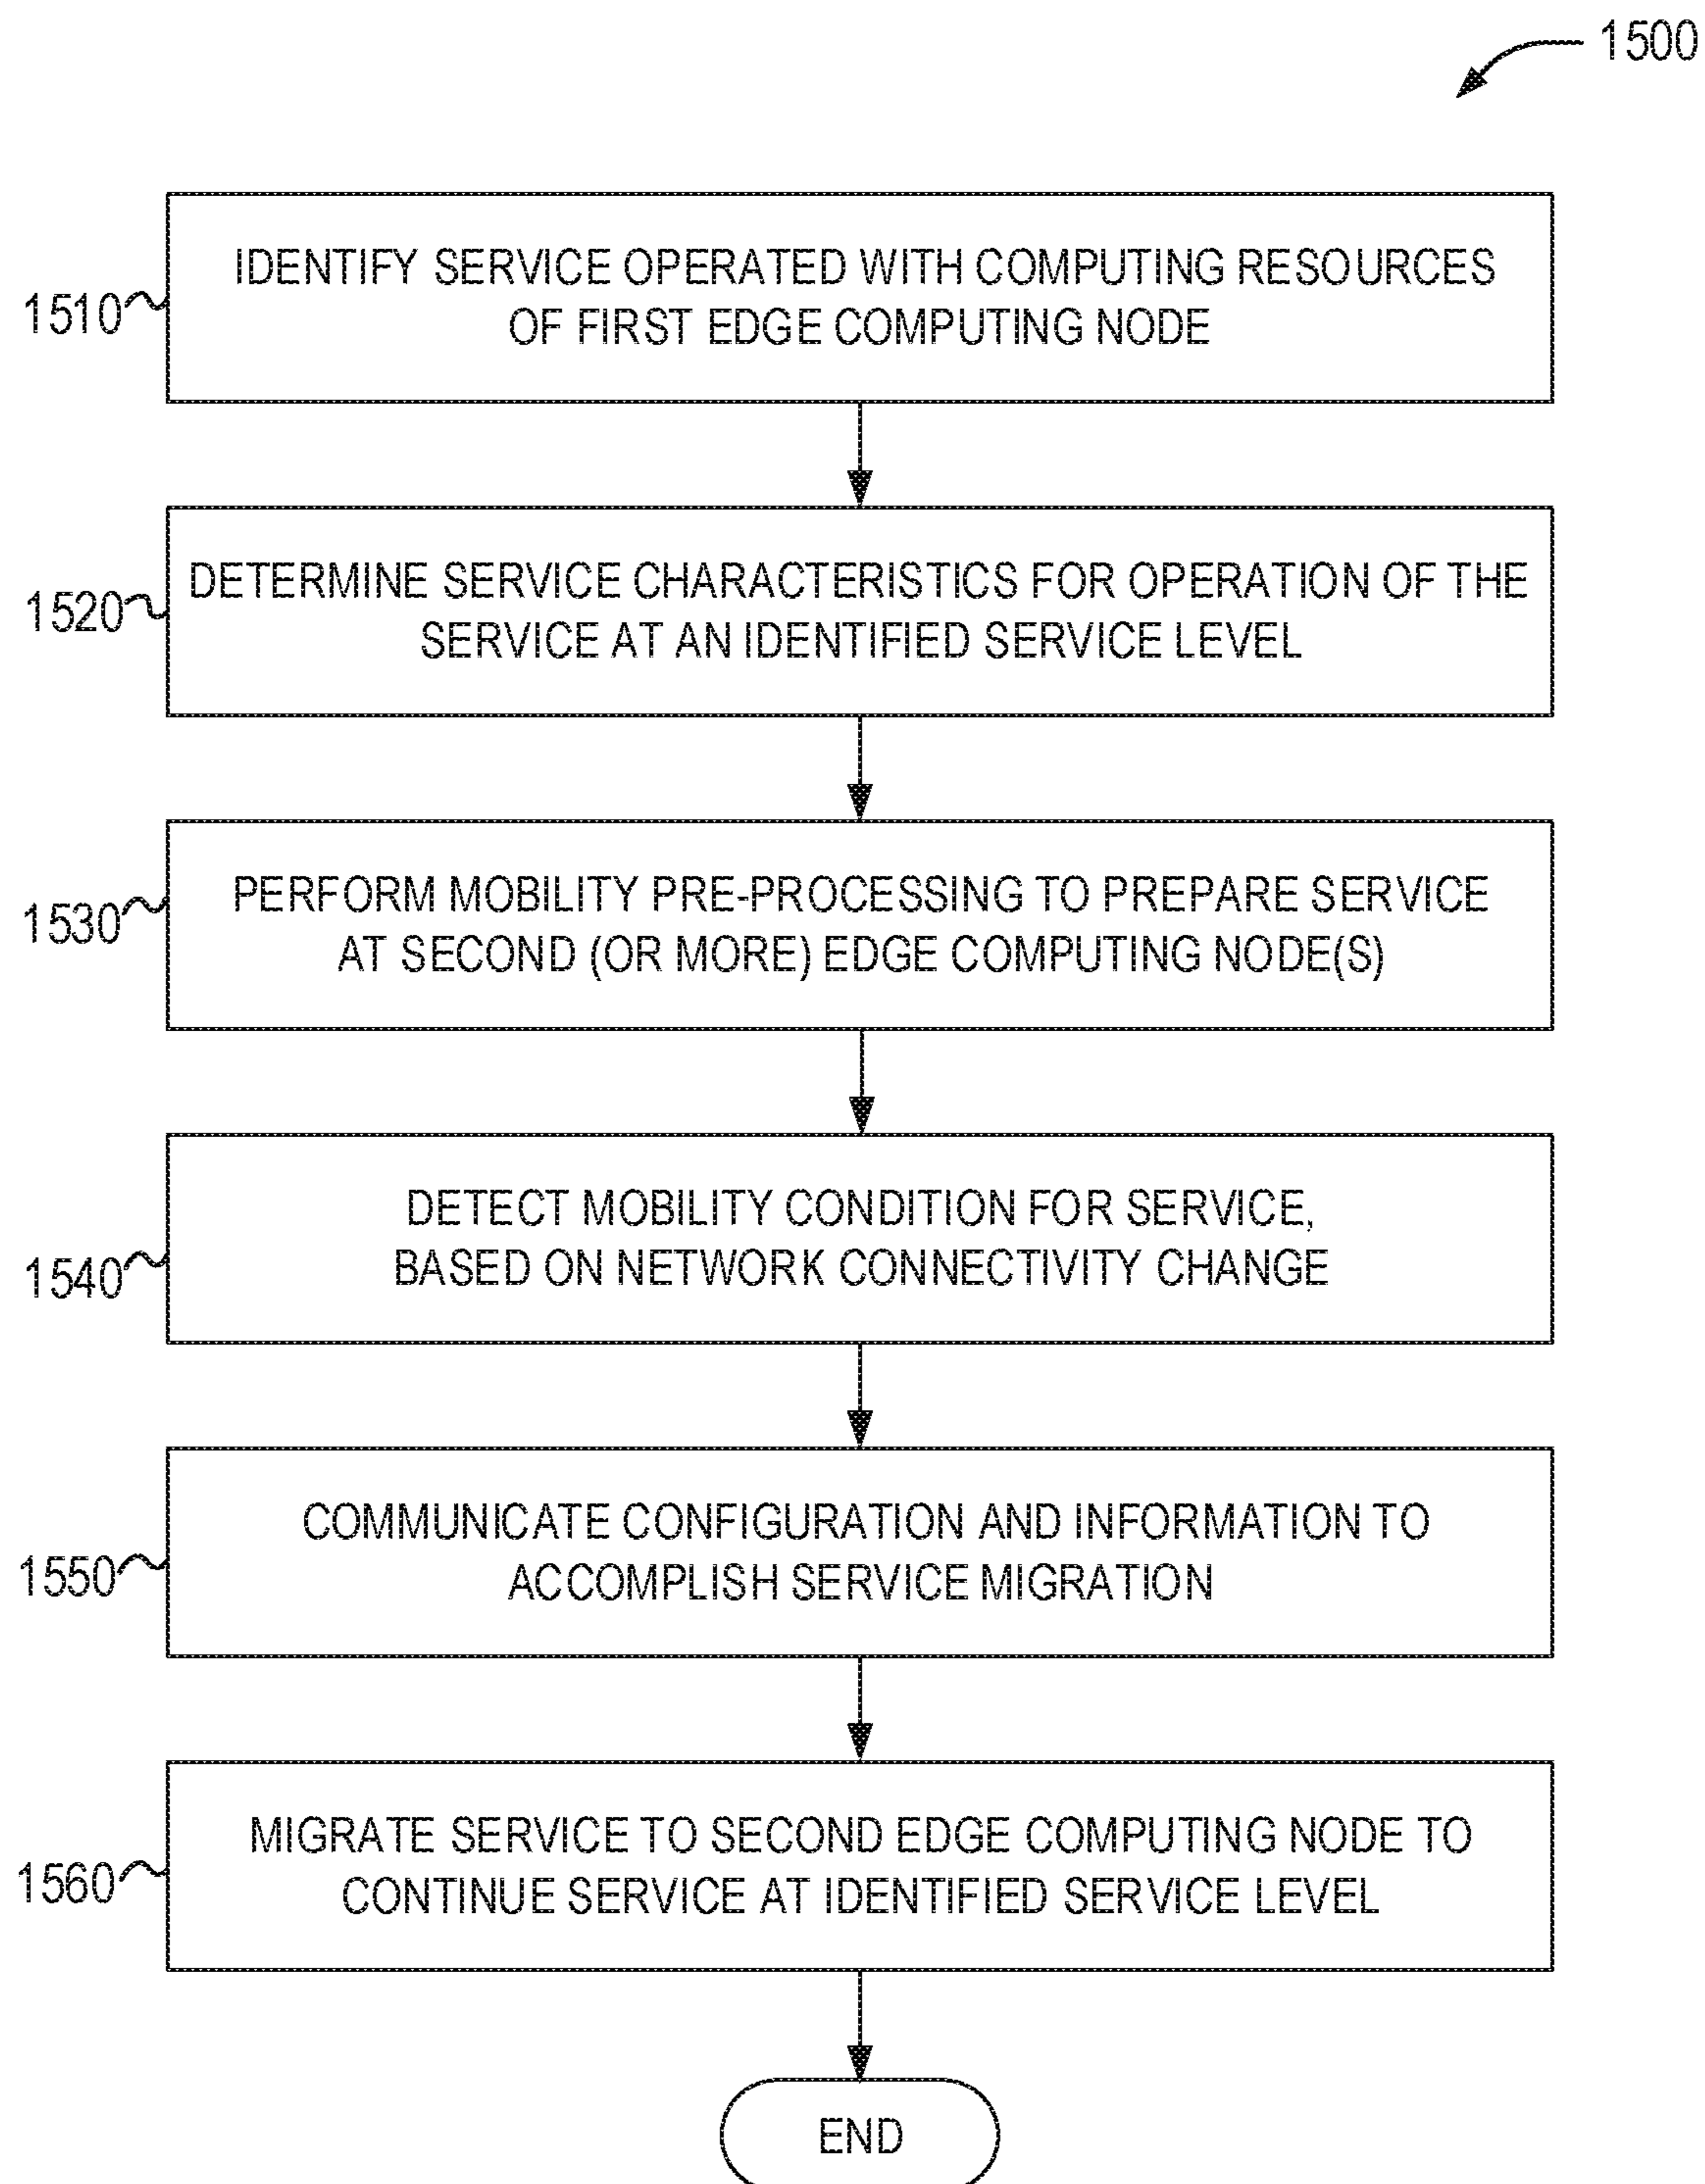 1500
IDENTIFY SERVICE OPERATED WITH COMPUTING RESOURCES
OF FIRST EDGE COMPUTING NODE
1510
DETERMINE SERVICE CHARACTERISTICS FOR OPERATION OF THE
SERVICE AT AN IDENTIFIED SERVICE LEVEL
1520
PERFORM MOBILITY PRE-PROCESSING TO PREPARE SERVICE
AT SECOND (OR MORE) EDGE COMPUTING NODE(S)
1530
DETECT MOBILITY CONDITION FOR SERVICE,
BASED ON NETWORK CONNECTIVITY CHANGE
1540
COMMUNICATE CONFIGURATION AND INFORMATION TO
ACCOMPLISH SERVICE MIGRATION
1550
MIGRATE SERVICE TO SECOND EDGE COMPUTING NODE TO
CONTINUE SERVICE AT IDENTIFIED SERVICE LEVEL
1560
END